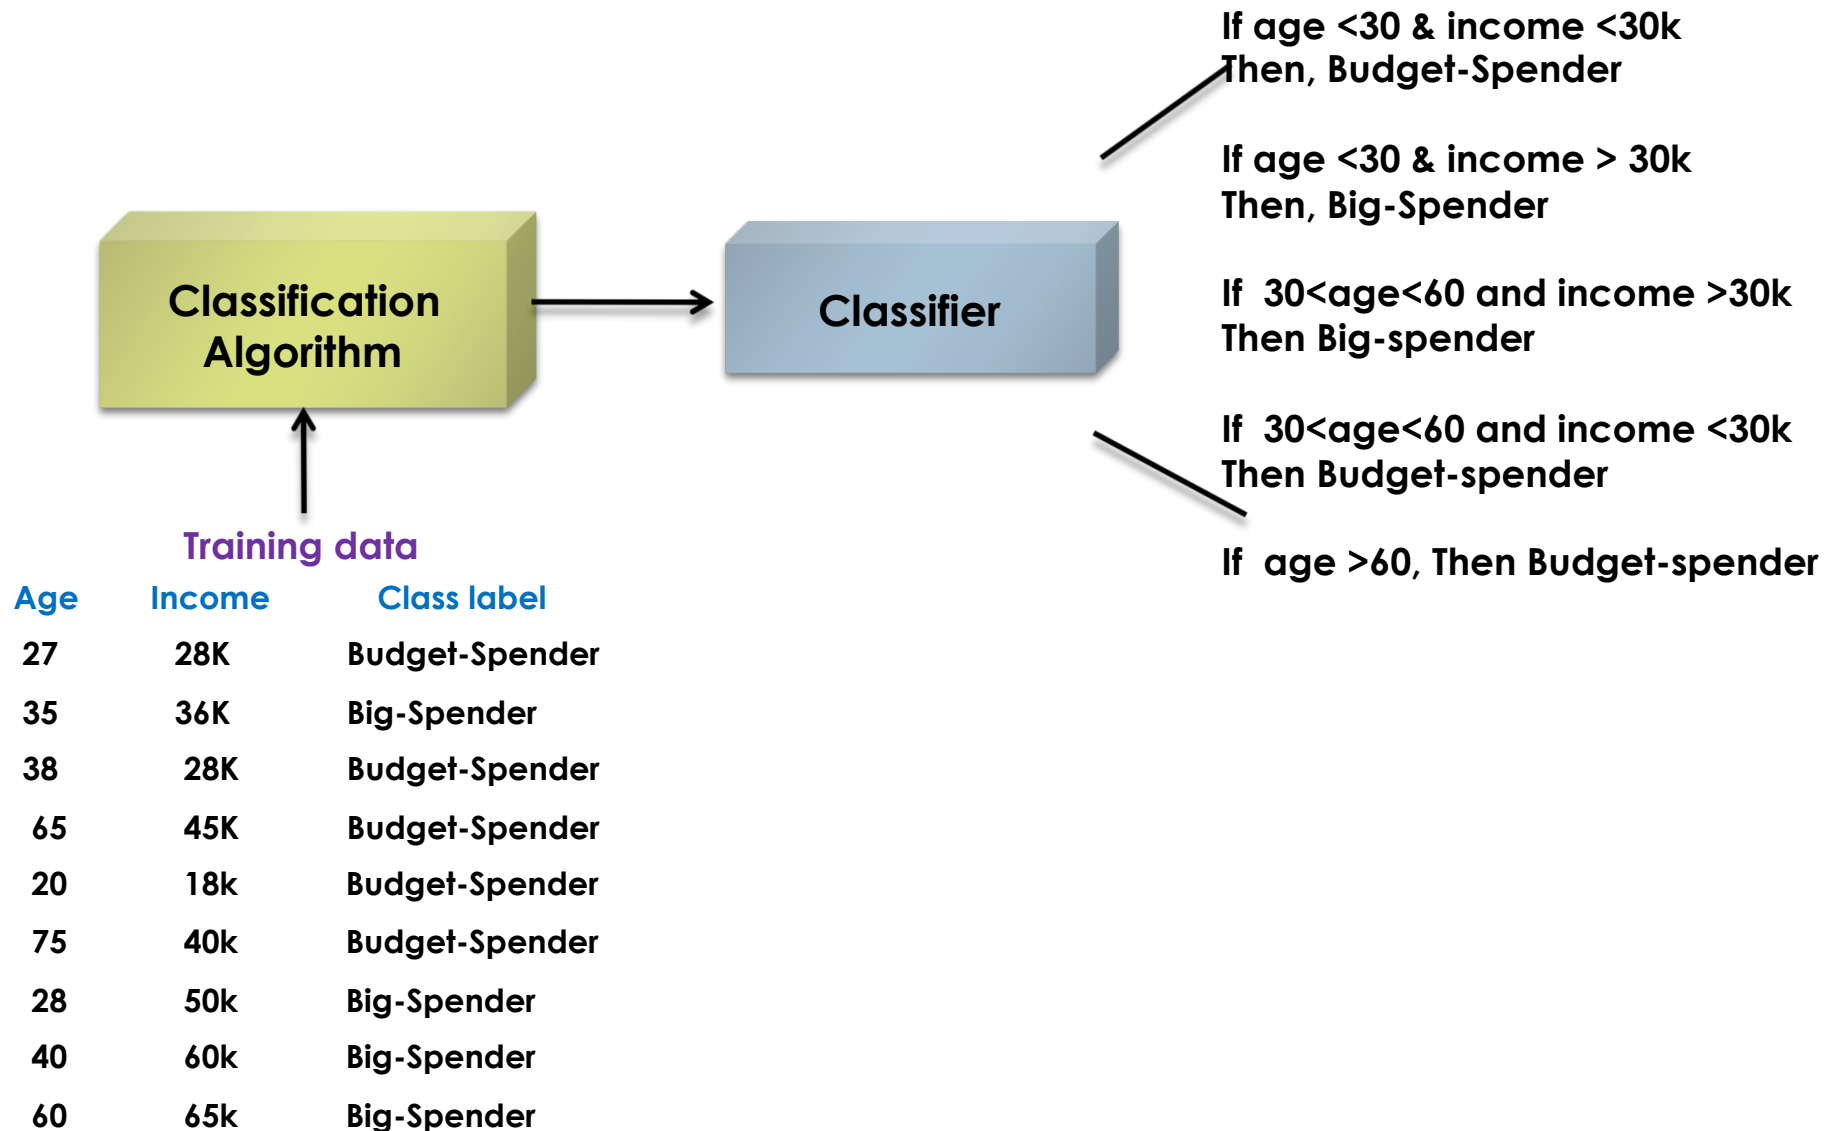 If age <30 & income <30k
Then, Budget-Spender
If age <30 & income > 30k
Then, Big-Spender
If 30<age<60 and income >30k
Then Big-spender
If 30<age<60 and income <30k
Then Budget-spender
If age >60, Then Budget-spender
Classification
Algorithm
Classifier
Training data
Age Income Class label
27 28K Budget-Spender
35 36K Big-Spender
38 28K Budget-Spender
65 45K Budget-Spender
20 18k Budget-Spender
75 40k Budget-Spender
28 50k Big-Spender
40 60k Big-Spender
60 65k Big-Spender